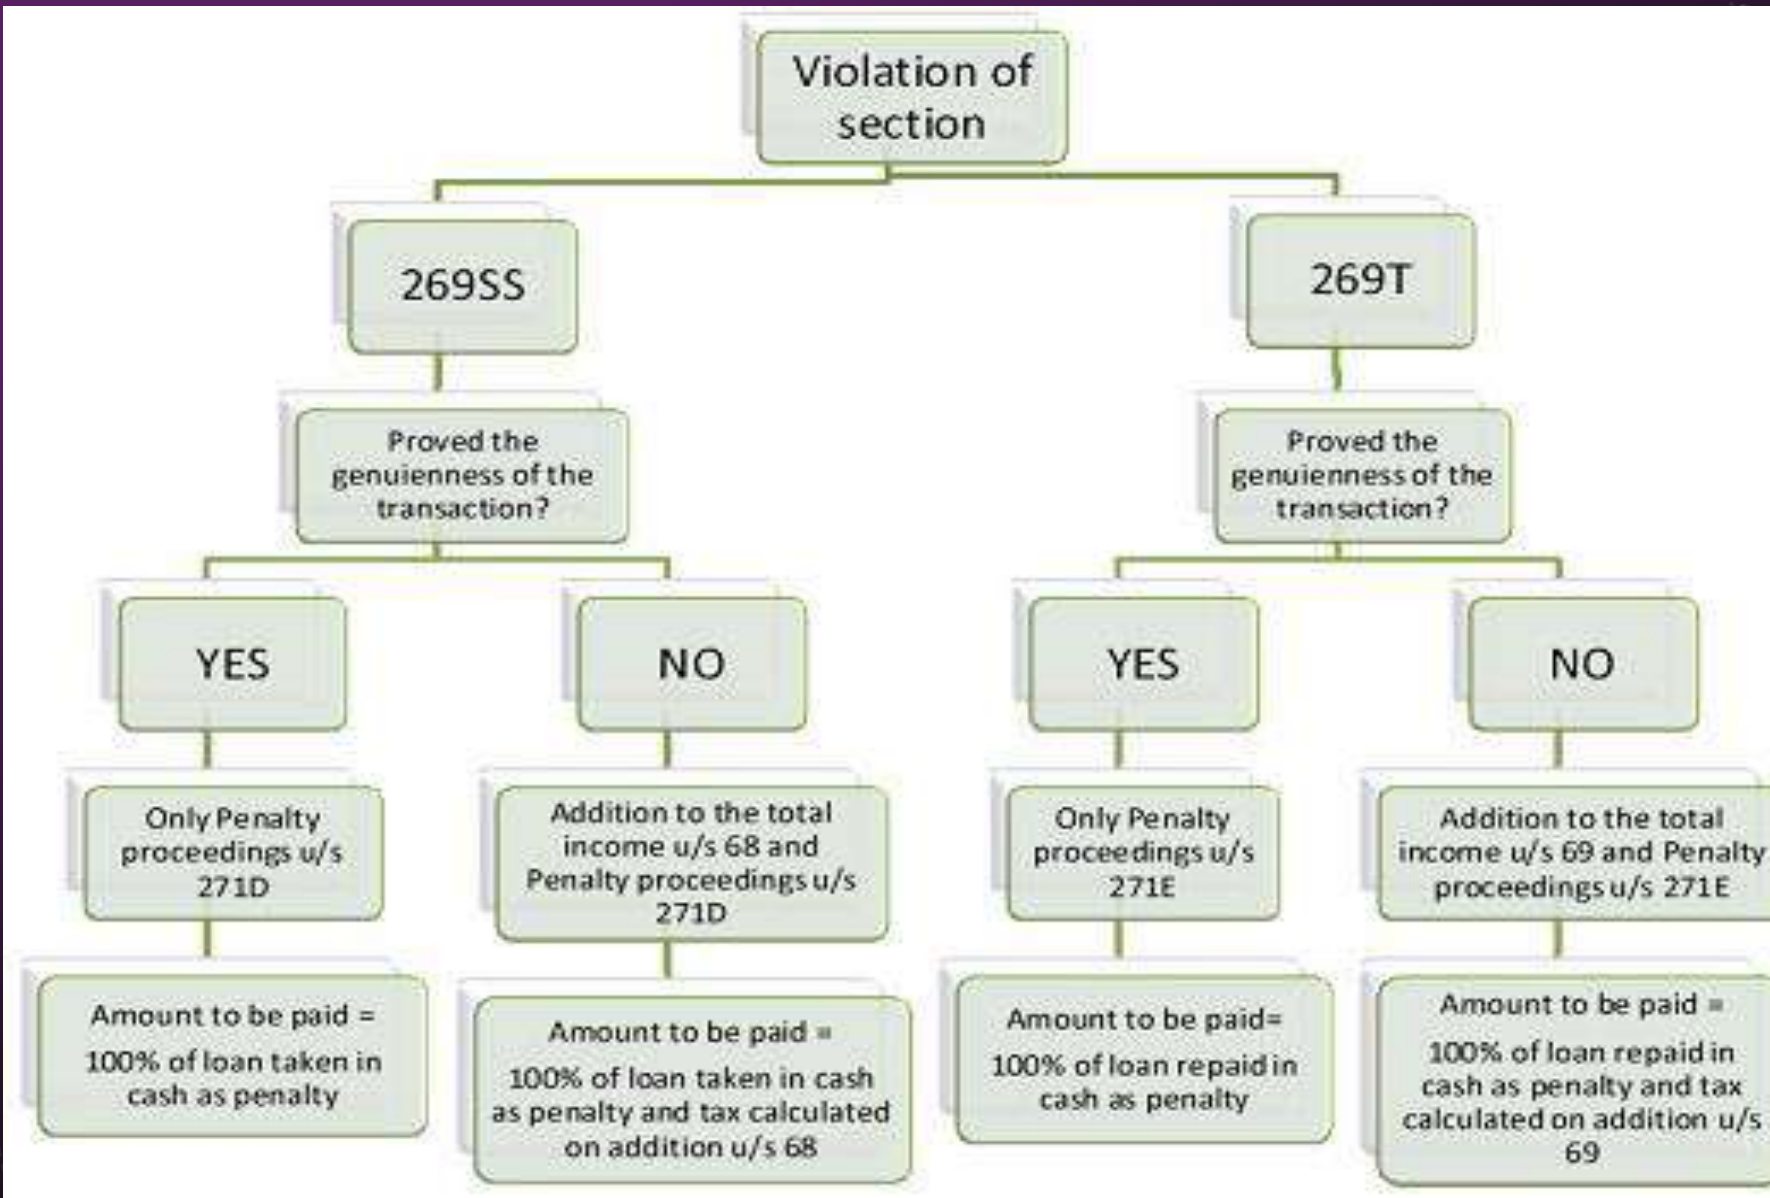 Violation of
section
269SS
269T
Proved the
genuienness of the
transaction?
Proved the
genuienness of the
transaction?
YES
NO
YES
NO
Only Penalty
proceedings u/s
271D
Addition to the total
income u/s 68 and
Penalty proceedings u/s
271D
Only Penalty
proceedings u/s
271E
Addition to the total
income u/s 69 and Penalty
proceedings u/s 271E
Amount to be paid =
100% of loan taken in
cash as penalty
Amount to be paid =
100% of loan taken in cash
as penalty and tax calculated
on addition u/s 68
Amount to be paid=
100% of loan repaid in
cash as penalty
Amount to be paid =
100% of loan repaid in
cash as penalty and tax
calculated on addition u/s
69